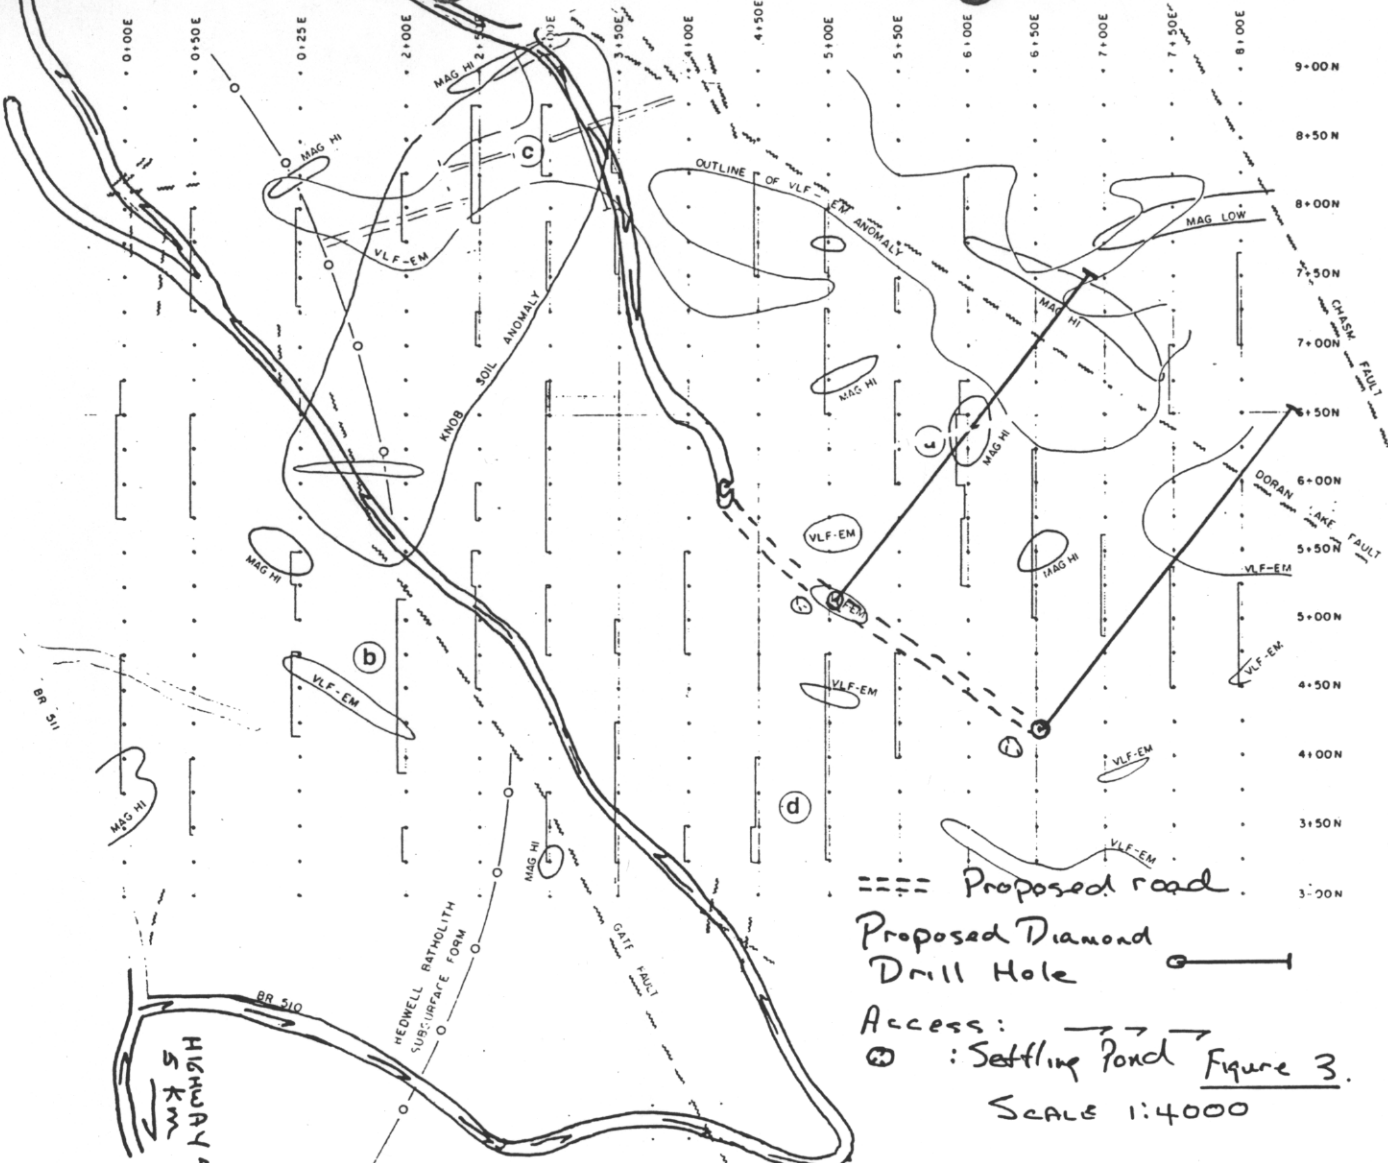 0+00E
0+50E
0+25E
2+00E
3+50E
4+00E
4+50E
5+00E
5+50E
6+00E
6+50E
7+00E
7+50E
8+00E
9+00N
MAG HI
8+50N
MAG HI
c
OUTLINE OF VLF-EM ANOMALY
8+00N
MAG LOW
VLF-EM
7+50N
MAG HI
CHASM FAULT
7+00N
KNOB SOIL ANOMALY
MAG HI
6+50N
MAG HI
6+00N
DORAN LAKE FAULT
VLF-EM
5+50N
MAG HI
MAG HI
VLF-EM
5+00N
b
VLF-EM
VLF-EM
VLF-EM
4+50N
BR 511
4+00N
VLF-EM
MAG HI
d
3+50N
MAG HI
VLF-EM
3+00N
==== Proposed road
Proposed Diamond
Drill Hole
GATE FAULT
HEDWELL BATHOLITH
SUBSURFACE FORM
BR 510
Access:
: Settling Pond
Figure 3.
SCALE 1:4000
HIGHWAY
5 km